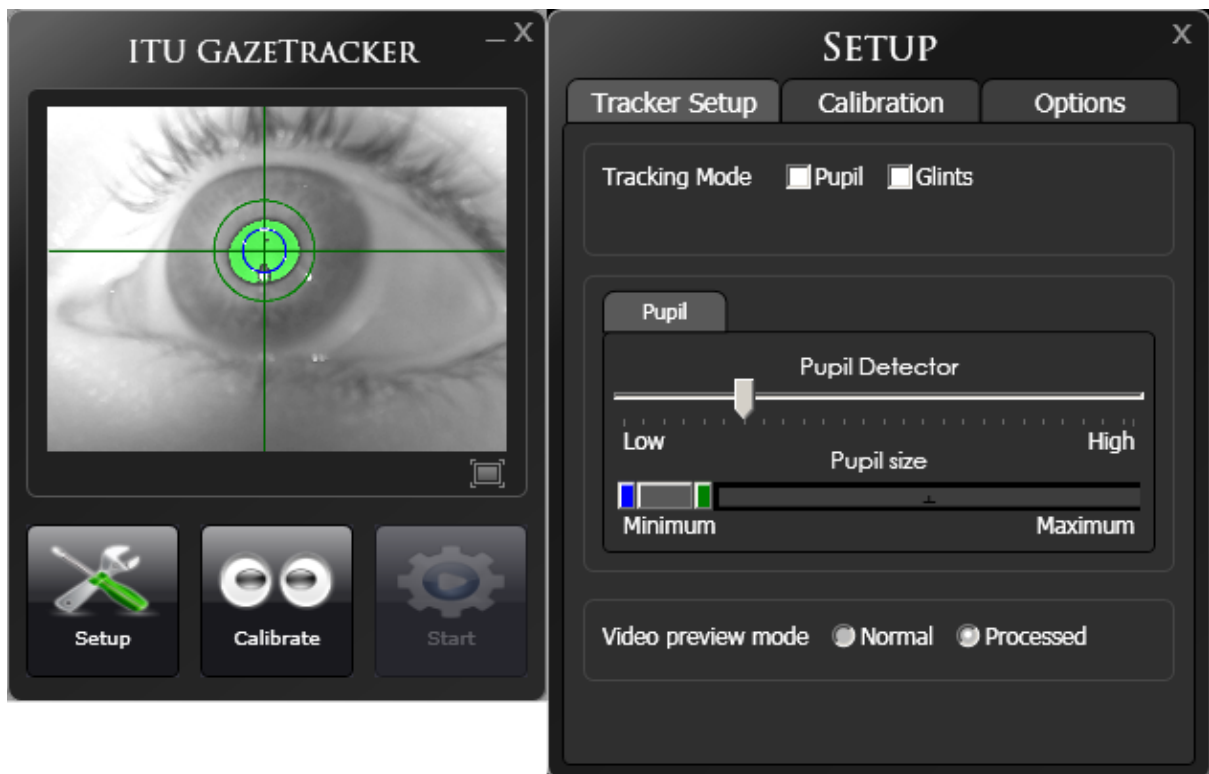 ITU GAZETRACKER
_ X
Setup
Calibrate
Start
SETUP
X
Tracker Setup
Calibration
Options
Tracking Mode Pupil Glints
Pupil
Pupil Detector
Low High
Pupil size
Minimum Maximum
Video preview mode Normal Processed